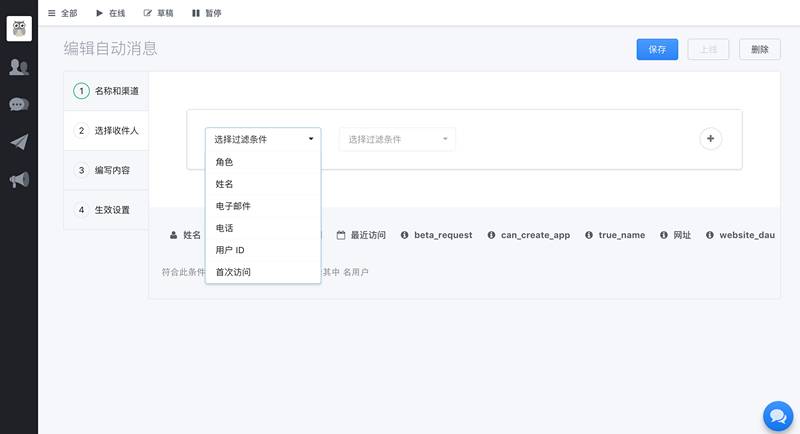 全部 在线 草稿 暂停
编辑自动消息 保存 上线 删除
1 名称和渠道
2 选择收件人
3 编写内容
4 生效设置
选择过滤条件 选择过滤条件
角色
姓名
电子邮件
电话
用户 ID
首次访问
姓名 最近访问 beta_request can_create_app true_name 网址 website_dau
符合此条件 其中 名用户